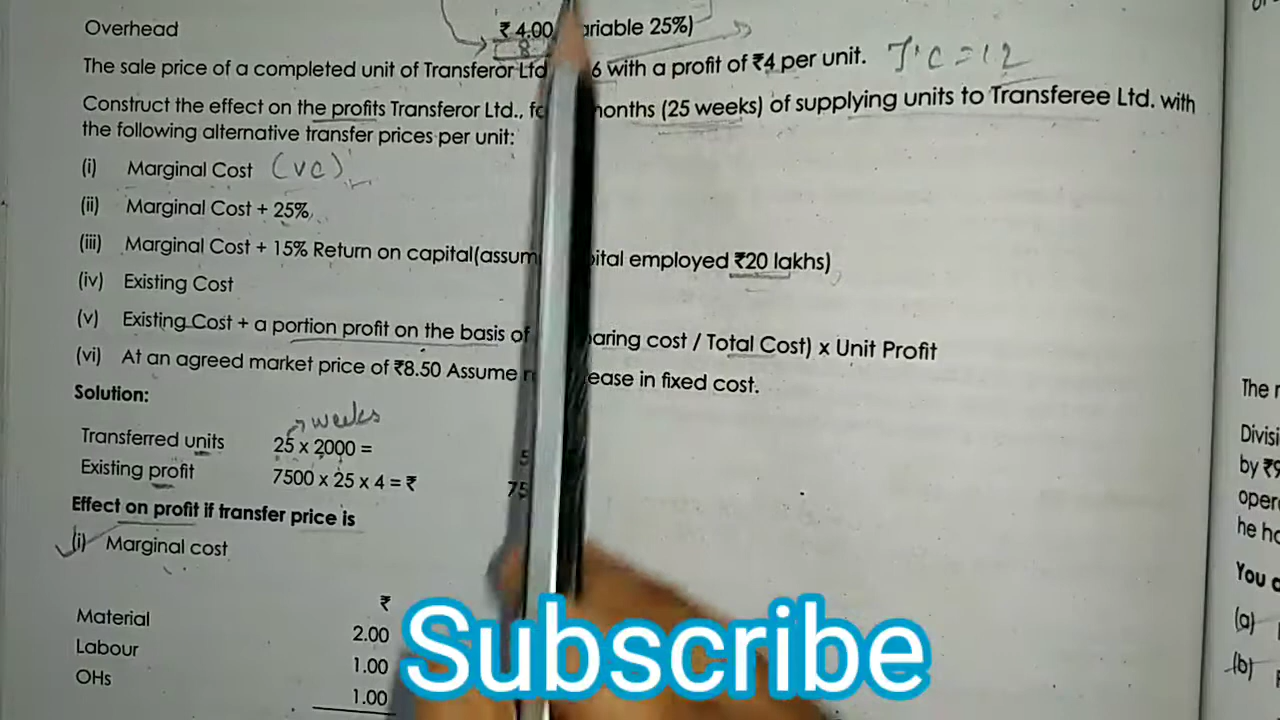 Overhead ₹ 4.00 ariable 25%)
8
The sale price of a completed unit of Transferor Ltd 6 with a profit of ₹4 per unit. T.C = 12
Construct the effect on the profits Transferor Ltd., fo onths (25 weeks) of supplying units to Transferee Ltd. with
the following alternative transfer prices per unit:
(i) Marginal Cost (VC)
(ii) Marginal Cost + 25%
(iii) Marginal Cost + 15% Return on capital(assum ital employed ₹20 lakhs)
(iv) Existing Cost
(v) Existing Cost + a portion profit on the basis of aring cost / Total Cost) x Unit Profit
(vi) At an agreed market price of ₹8.50 Assume ease in fixed cost.
Solution:
weeks
Transferred units 25 x 2000 = 5
Existing profit 7500 x 25 x 4 = ₹ 75
Effect on profit if transfer price is
(i) Marginal cost
₹
Material 2.00
Labour 1.00
OHs 1.00
Subscribe
The
Divisi
by ₹9
oper
he h
You
(a)
(b)